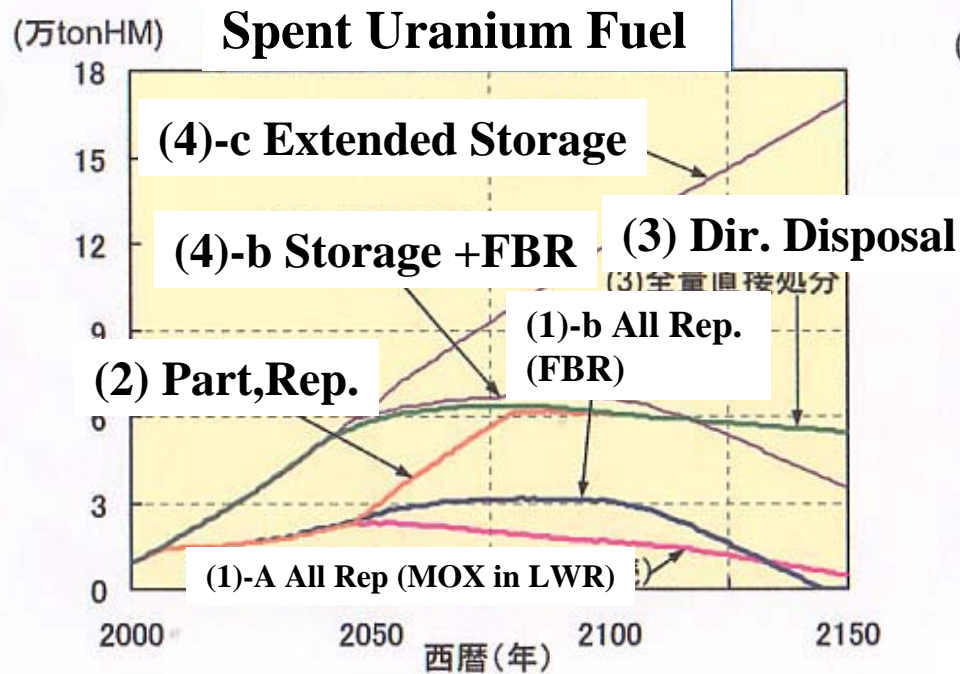 (万tonHM)
Spent Uranium Fuel
(
18
(4)-c Extended Storage
15
12
(4)-b Storage +FBR
(3) Dir. Disposal
(3)全量直接処分
9
(1)-b All Rep.
(FBR)
(2) Part,Rep.
6
3
(1)-A All Rep (MOX in LWR)
)
0
2000
2050
2100
2150
西暦(年)